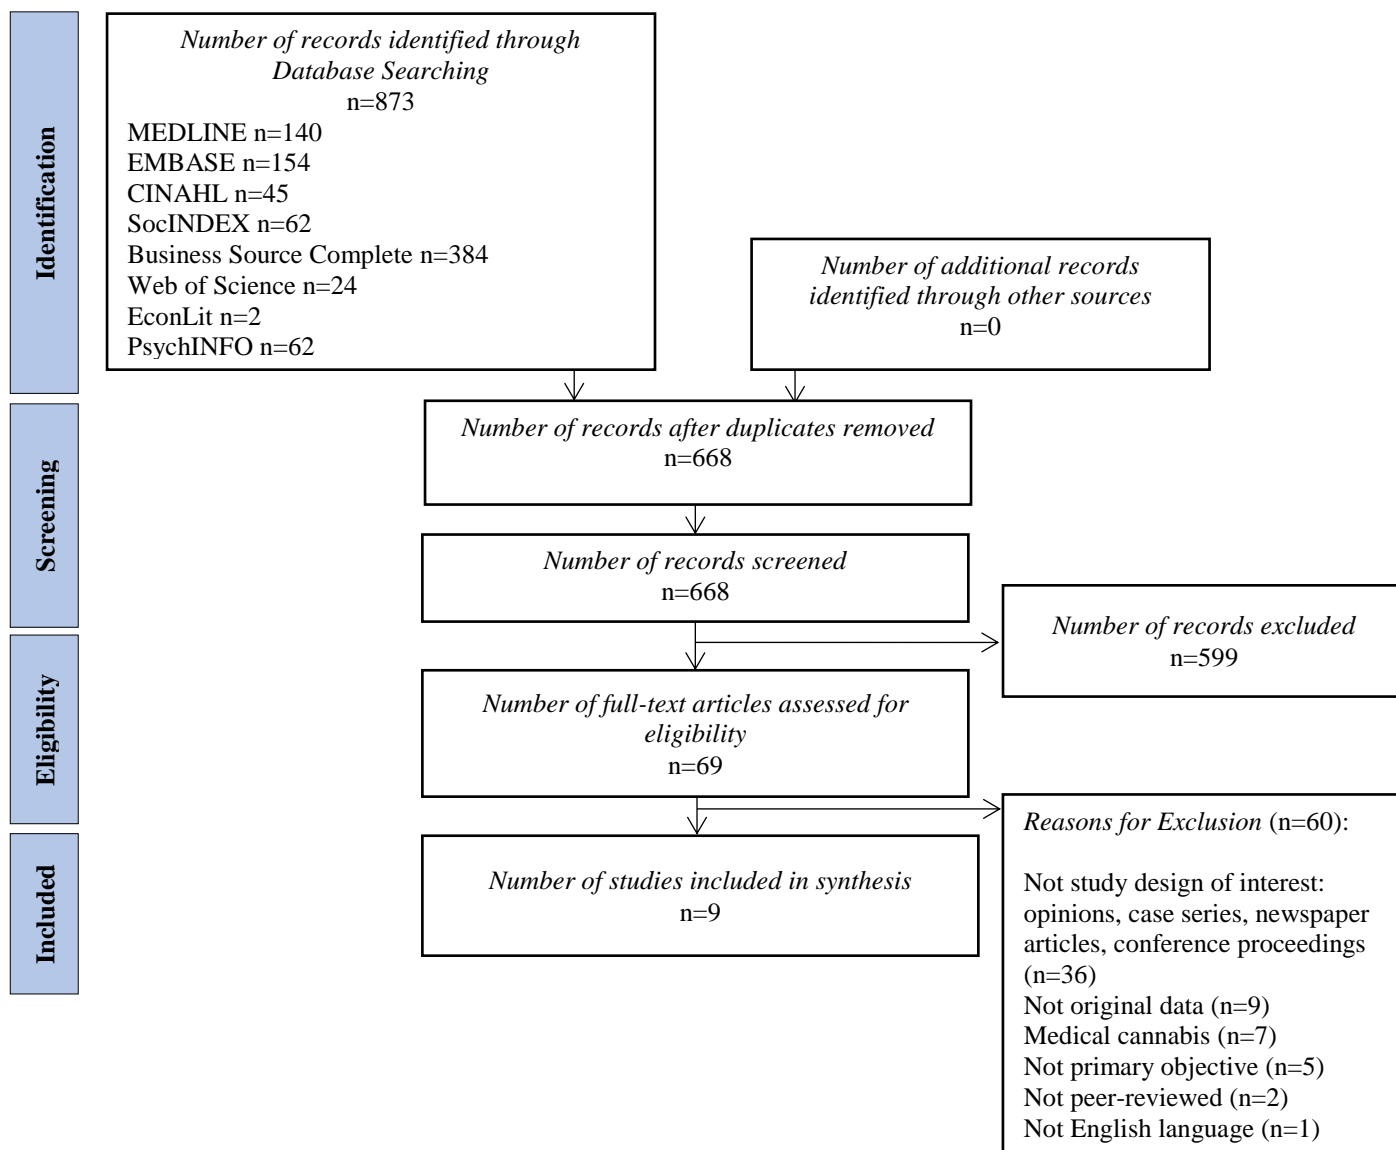 Identification
Number of records identified through
Database Searching
n=873
MEDLINE n=140
EMBASE n=154
CINAHL n=45
SocINDEX n=62
Business Source Complete n=384
Web of Science n=24
EconLit n=2
PsychINFO n=62
Number of additional records
identified through other sources
n=0
Screening
Number of records after duplicates removed
n=668
Number of records screened
n=668
Number of records excluded
n=599
Eligibility
Number of full-text articles assessed for
eligibility
n=69
Reasons for Exclusion (n=60):
Not study design of interest:
opinions, case series, newspaper
articles, conference proceedings
(n=36)
Not original data (n=9)
Medical cannabis (n=7)
Not primary objective (n=5)
Not peer-reviewed (n=2)
Not English language (n=1)
Included
Number of studies included in synthesis
n=9